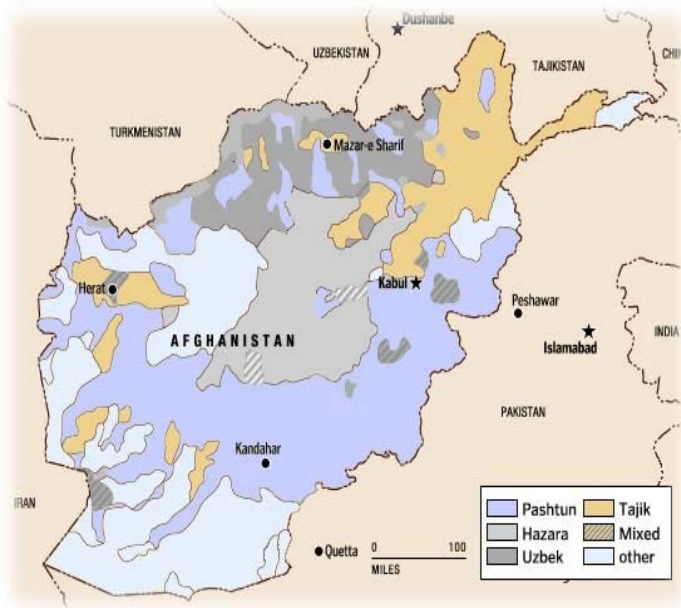 Dushanbe
UZBEKISTAN
TAJIKISTAN
CHI
TURKMENISTAN
Mazar-e Sharif
Herat
Kabul
Peshawar
AFGHANISTAN
Islamabad
INDIA
PAKISTAN
Kandahar
IRAN
Quetta
0 100
MILES
Pashtun Tajik
Hazara Mixed
Uzbek other